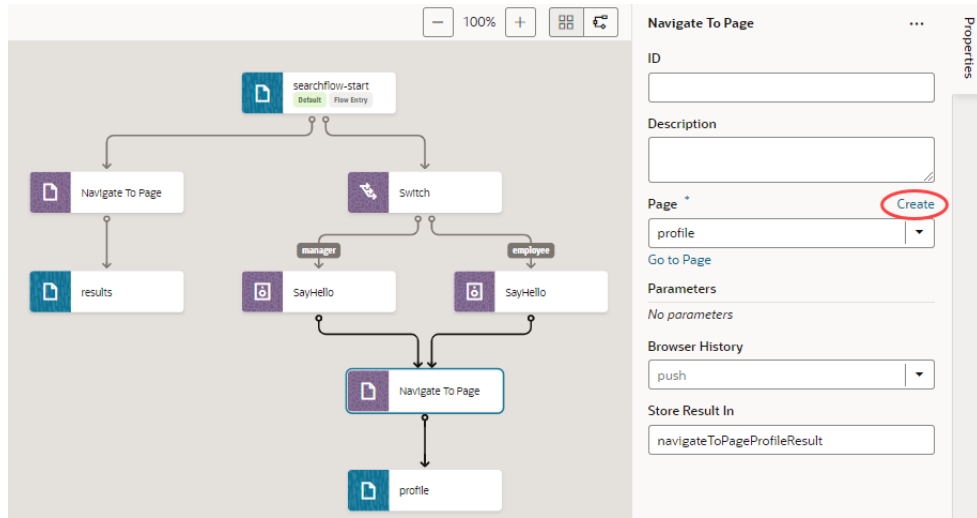 100%
searchflow-start
Default Flow Entry
Navigate To Page
Switch
manager
employee
results
SayHello
SayHello
Navigate To Page
profile
Navigate To Page
ID
Description
Page *
Create
profile
Go to Page
Parameters
No parameters
Browser History
push
Store Result In
navigateToPageProfileResult
Properties